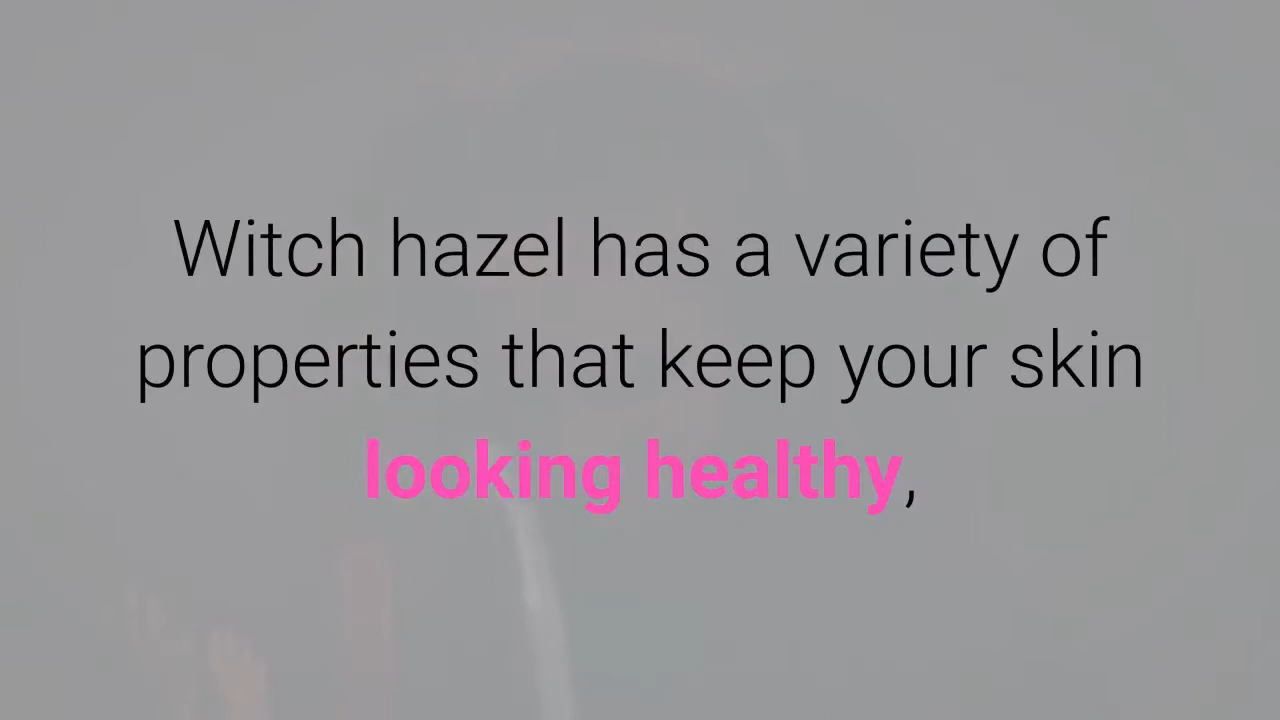 Witch hazel has a variety of
properties that keep your skin
looking healthy,